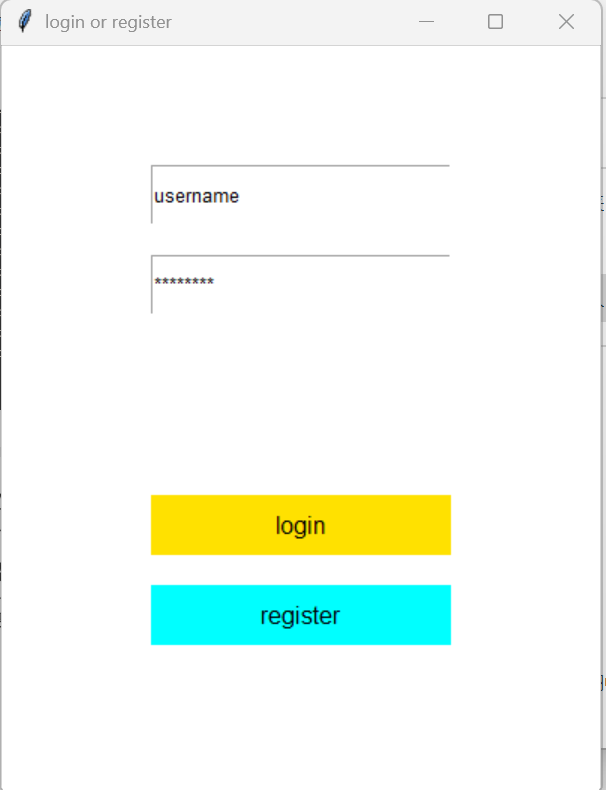 login or register
username
********
login
register